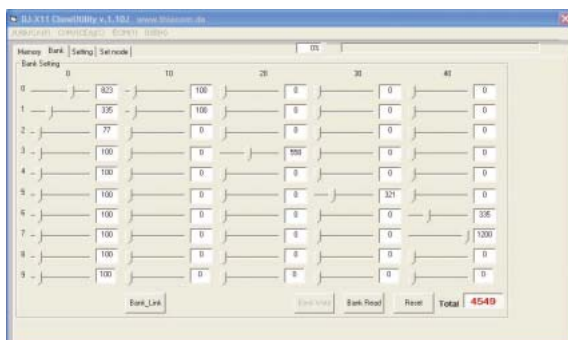 DJ-X11 CloneUtility v.1.10J www.thiecom.de
Memory Bank Setting Set mode 0%
Bank Setting
0 10 20 30 40
0 823 100 0 0 0
1 335 100 0 0 0
2 77 0 0 0 0
3 100 0 550 0 0
4 100 0 0 0 0
5 100 0 0 321 0
6 100 0 0 0 335
7 100 0 0 0 1200
8 100 0 0 0 0
9 100 0 0 0 0
Bank_Link Bank Read Reset Total 4549